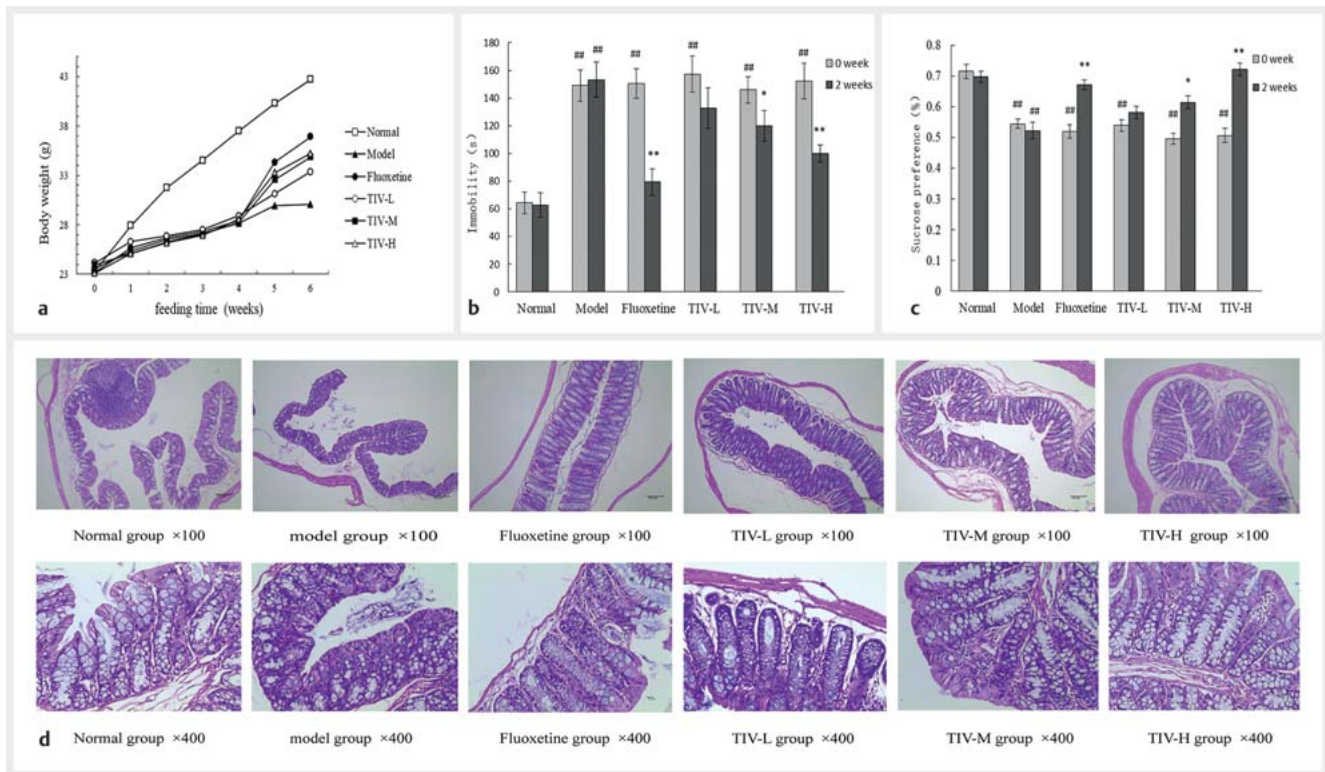 a
Body weight (g)
43
38
33
28
23
0 1 2 3 4 5 6
feeding time (weeks)
Normal
Model
Fluoxetine
TIV-L
TIV-M
TIV-H
b
Immobility (s)
180
160
140
120
100
80
60
40
20
0
## ## ## ## ## ##
** * **
0 week
2 weeks
Normal Model Fluoxetine TIV-L TIV-M TIV-H
c
Sucrose preference (%)
0.8
0.7
0.6
0.5
0.4
0.3
0.2
0.1
0
** * **
## ## ## ## ## ##
0 week
2 weeks
Normal Model Fluoxetine TIV-L TIV-M TIV-H
Normal group ×100
model group ×100
Fluoxetine group ×100
TIV-L group ×100
TIV-M group ×100
TIV-H group ×100
d
Normal group ×400
model group ×400
Fluoxetine group ×400
TIV-L group ×400
TIV-M group ×400
TIV-H group ×400